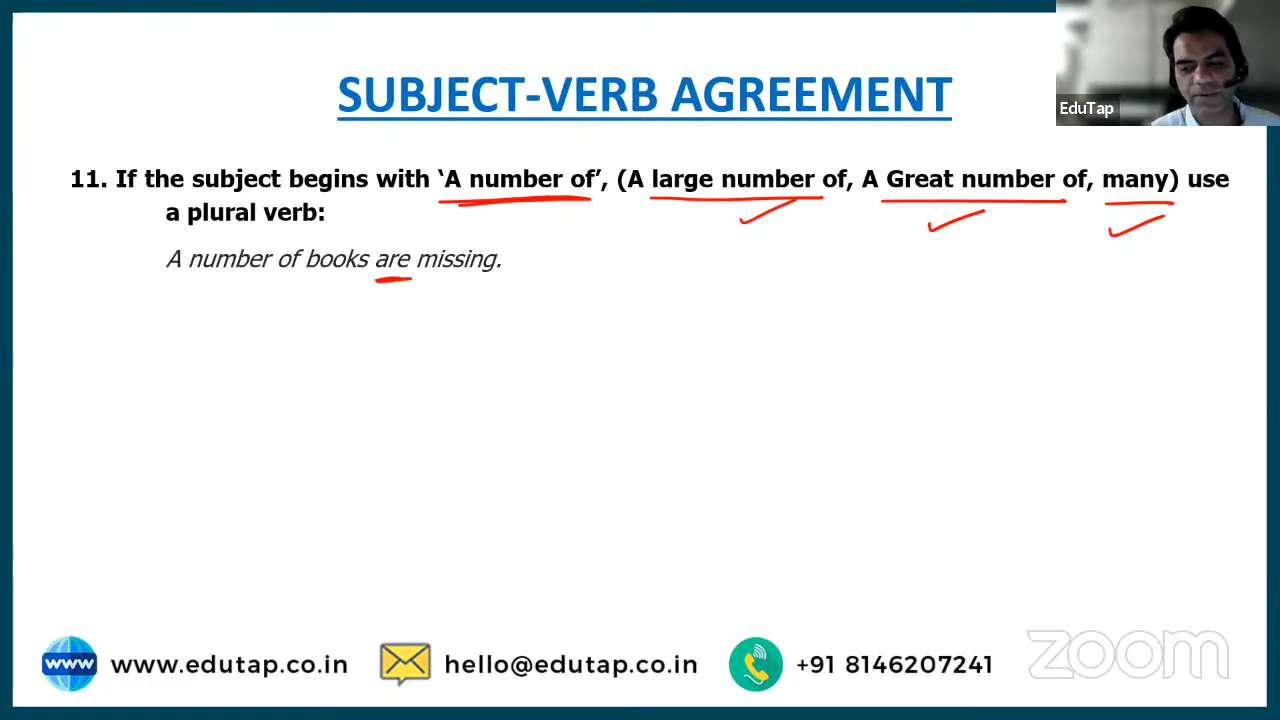 SUBJECT-VERB AGREEMENT
EduTap
11. If the subject begins with ‘A number of’, (A large number of, A Great number of, many) use
a plural verb:
A number of books are missing.
www
www.edutap.co.in
hello@edutap.co.in
+91 8146207241
zoom